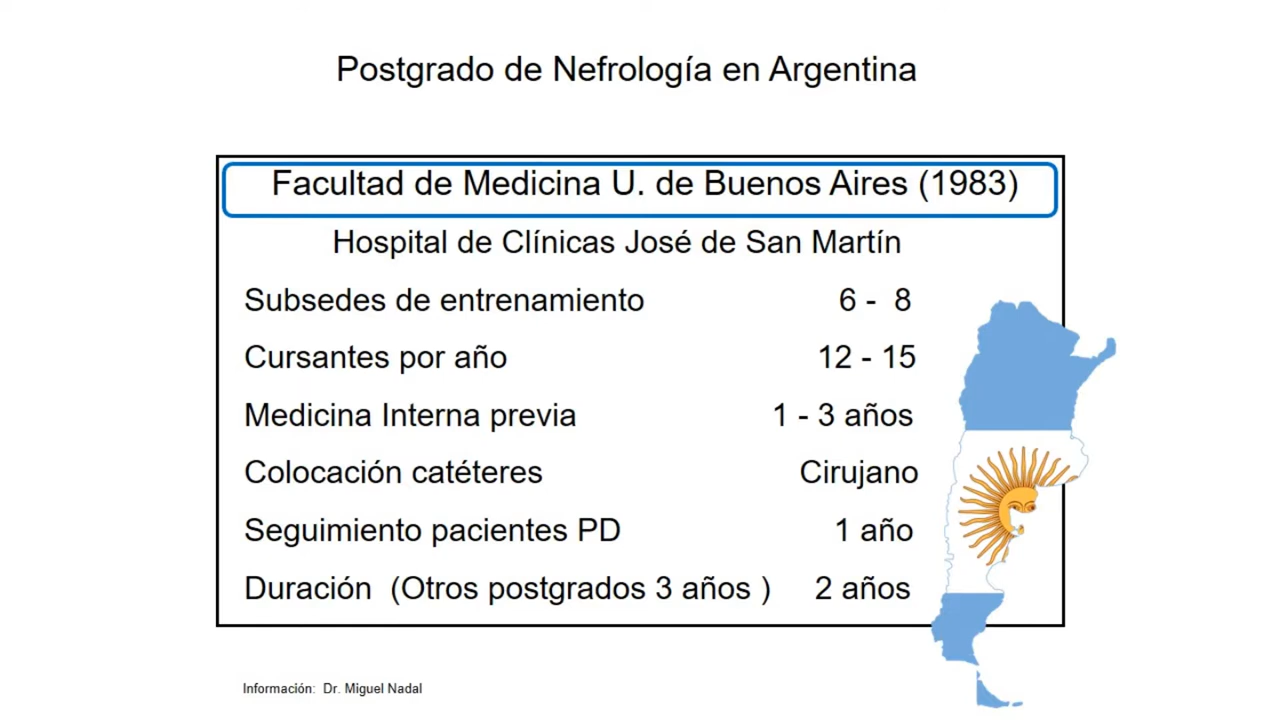 Postgrado de Nefrología en Argentina
Facultad de Medicina U. de Buenos Aires (1983)
Hospital de Clínicas José de San Martín
Subsedes de entrenamiento 6 - 8
Cursantes por año 12 - 15
Medicina Interna previa 1 - 3 años
Colocación catéteres Cirujano
Seguimiento pacientes PD 1 año
Duración (Otros postgrados 3 años ) 2 años
Información: Dr. Miguel Nadal